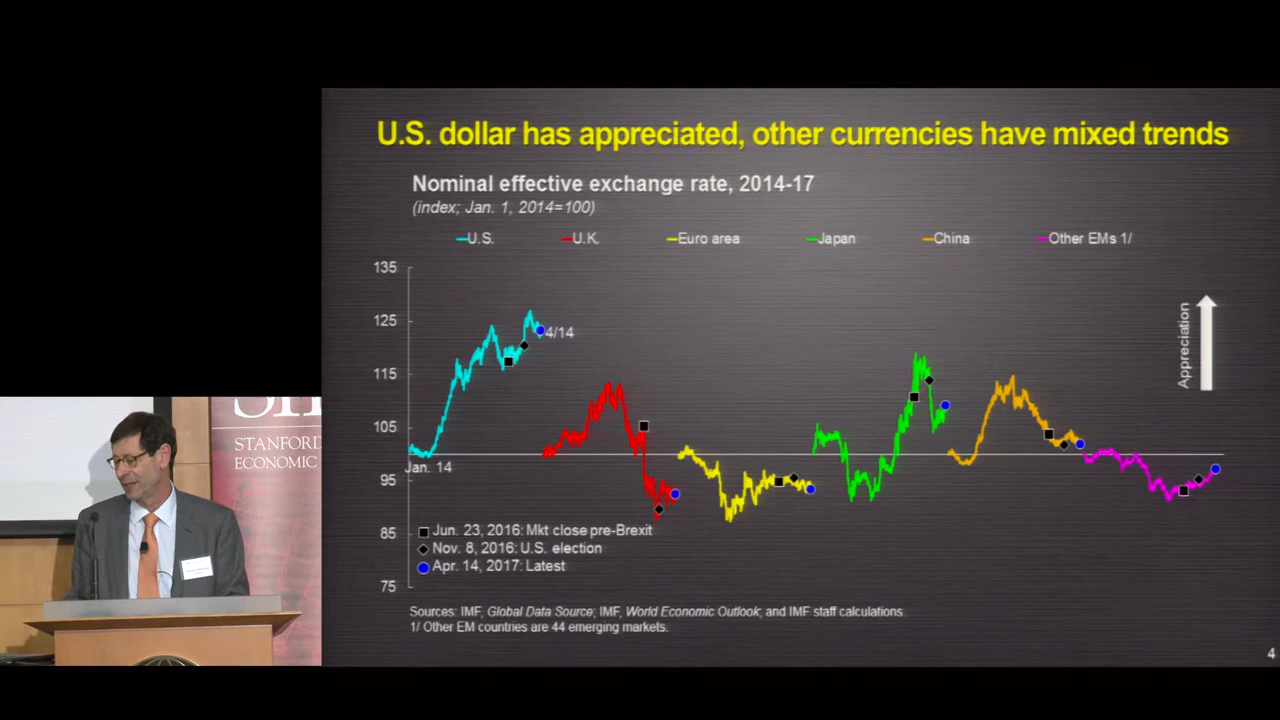 U.S. dollar has appreciated, other currencies have mixed trends
Nominal effective exchange rate, 2014-17
(index; Jan. 1, 2014=100)
U.S. U.K. Euro area Japan China Other EMs 1/
135
125
115
105
95
85
75
4/14
Jan. 14
Appreciation
Jun. 23, 2016: Mkt close pre-Brexit
Nov. 8, 2016: U.S. election
Apr. 14, 2017: Latest
Sources: IMF, Global Data Source; IMF, World Economic Outlook; and IMF staff calculations.
1/ Other EM countries are 44 emerging markets.
4
STANFORD
ECONOMIC